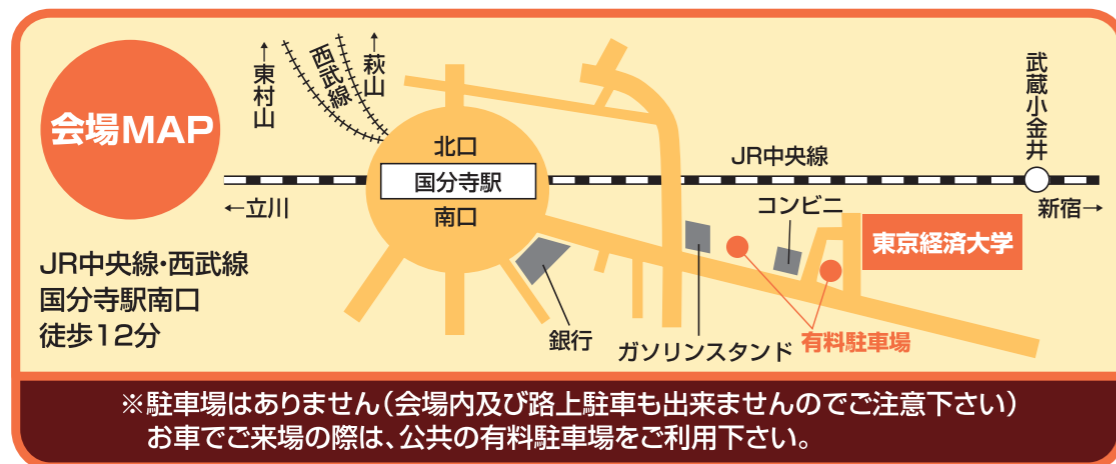 会場MAP
↑東村山
西武線
↑萩山
北口
国分寺駅
南口
JR中央線
武蔵小金井
←立川
新宿→
コンビニ
東京経済大学
JR中央線・西武線
国分寺駅南口
徒歩12分
銀行
ガソリンスタンド
有料駐車場
※駐車場はありません（会場内及び路上駐車も出来ませんのでご注意下さい）
お車でご来場の際は、公共の有料駐車場をご利用下さい。